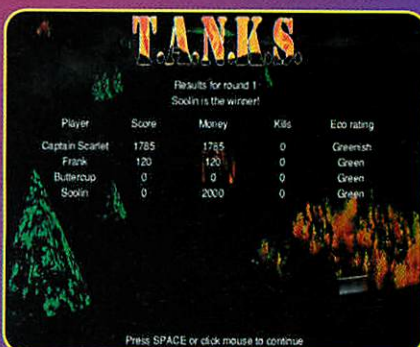 T.A.N.K.S.
Results for round 1
Soolin is the winner!
Player Score Money Kills Eco rating
Captain Scarlet 1785 1785 0 Greenish
Frank 120 120 0 Green
Buttercup 0 0 0 Green
Soolin 0 2000 0 Green
Press SPACE or click mouse to continue